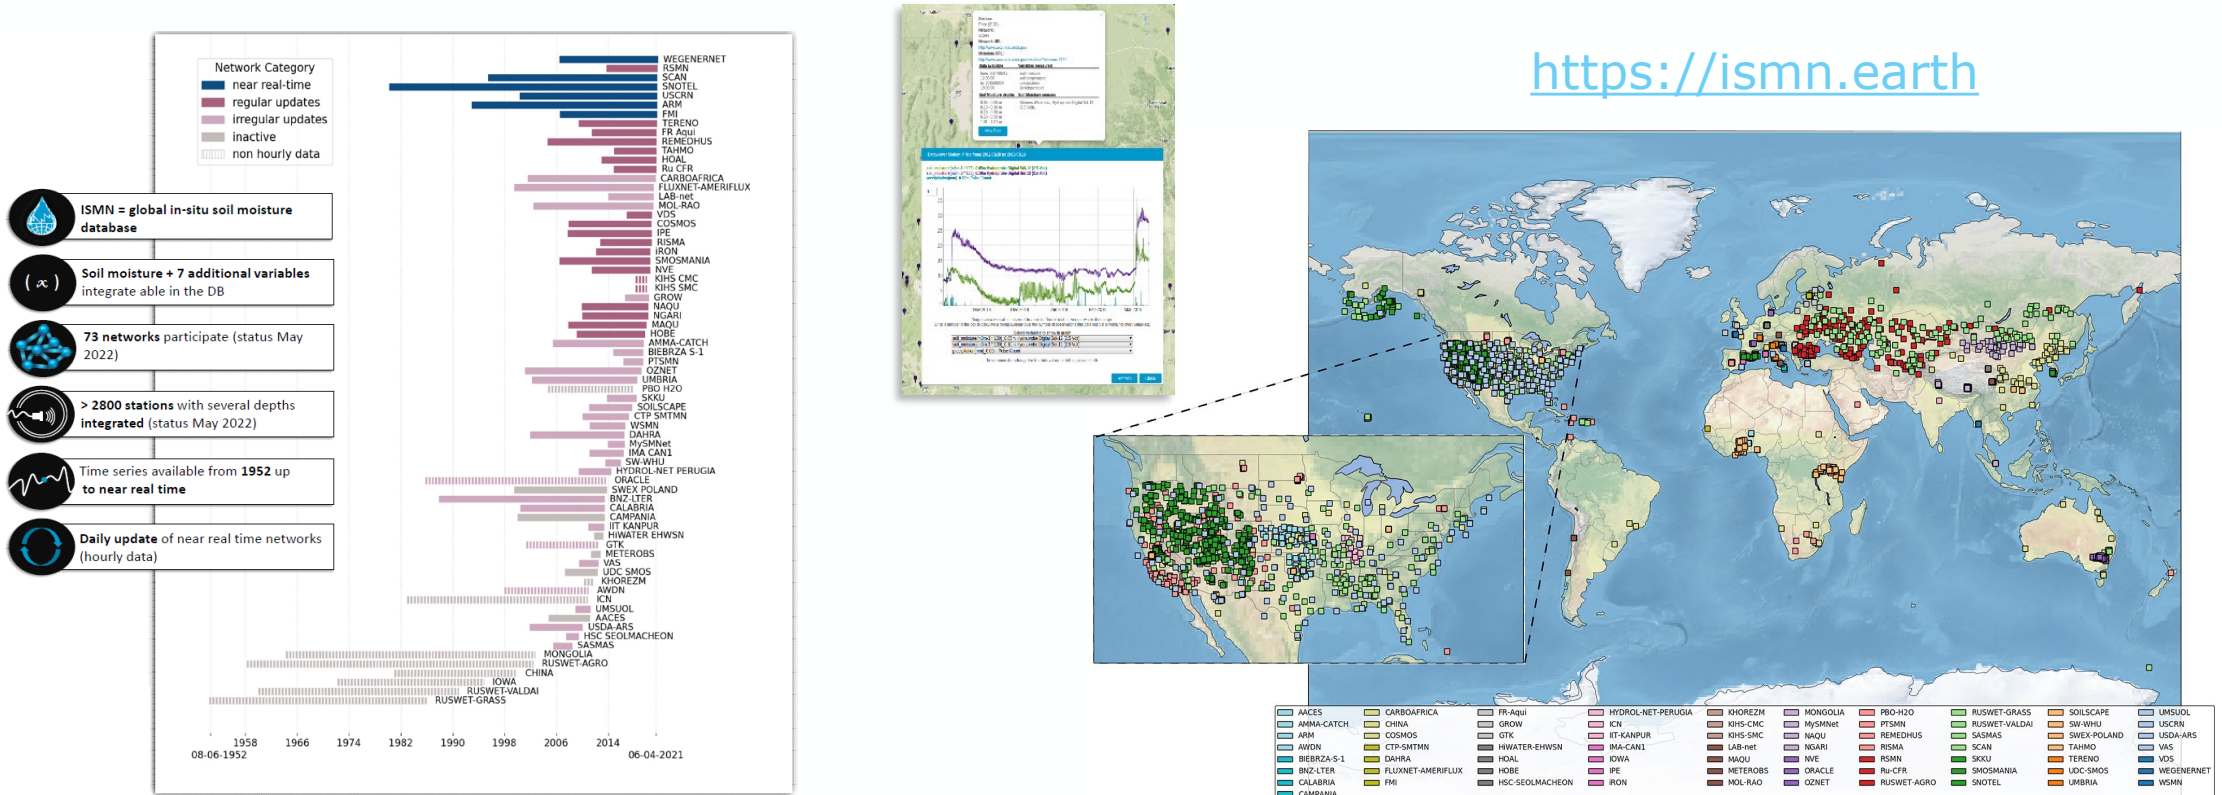 https://ismn.earth
Network Category
near real-time
regular updates
irregular updates
inactive
non hourly data
ISMN = global in-situ soil moisture
database
Soil moisture + 7 additional variables
integrate able in the DB
73 networks participate (status May
2022)
> 2800 stations with several depths
integrated (status May 2022)
Time series available from 1952 up
to near real time
Daily update of near real time networks
(hourly data)
WEGENERNET
RSMN
SCAN
SNOTEL
USCRN
ARM
FMI
TERENO
FR Aqui
REMEDHUS
TAHMO
HOAL
Ru CFR
CARBOAFRICA
FLUXNET-AMERIFLUX
LAB-net
MOL-RAO
VDS
COSMOS
IPE
RISMA
iRON
SMOSMANIA
NVE
KIHS CMC
KIHS SMC
GROW
NAQU
NGARI
MAQU
HOBE
AMMA-CATCH
BIEBRZA S-1
PTSMN
OZNET
UMBRIA
PBO H2O
SKKU
SOILSCAPE
CTP SMTMN
WSMN
DAHRA
MySMNet
IMA CAN1
SW-WHU
HYDROL-NET PERUGIA
ORACLE
SWEX POLAND
BNZ-LTER
CALABRIA
CAMPANIA
IIT KANPUR
HiWATER EHWSN
GTK
METEROBS
VAS
UDC SMOS
KHOREZM
AWDN
ICN
UMSUOL
AACES
USDA-ARS
HSC SEOLMACHEON
SASMAS
MONGOLIA
RUSWET-AGRO
CHINA
IOWA
RUSWET-VALDAI
RUSWET-GRASS
1958 1966 1974 1982 1990 1998 2006 2014
08-06-1952 06-04-2021
AACES CARBOAFRICA FR-Aqui HYDROL-NET-PERUGIA KHOREZM MONGOLIA PBO-H2O RUSWET-GRASS SOILSCAPE UMSUOL
AMMA-CATCH CHINA GROW ICN KIHS-CMC MySMNet PTSMN RUSWET-VALDAI SW-WHU USCRN
ARM COSMOS GTK IIT-KANPUR KIHS-SMC NAQU REMEDHUS SASMAS SWEX-POLAND USDA-ARS
AWDN CTP-SMTMN HiWATER-EHWSN IMA-CAN1 LAB-net NGARI RISMA SCAN TAHMO VAS
BIEBRZA-S-1 DAHRA HOAL IOWA MAQU NVE RSMN SKKU TERENO VDS
BNZ-LTER FLUXNET-AMERIFLUX HOBE IPE METEROBS ORACLE Ru-CFR SMOSMANIA UDC-SMOS WEGENERNET
CALABRIA FMI HSC-SEOLMACHEON iRON MOL-RAO OZNET RUSWET-AGRO SNOTEL UMBRIA WSMN
CAMPANIA